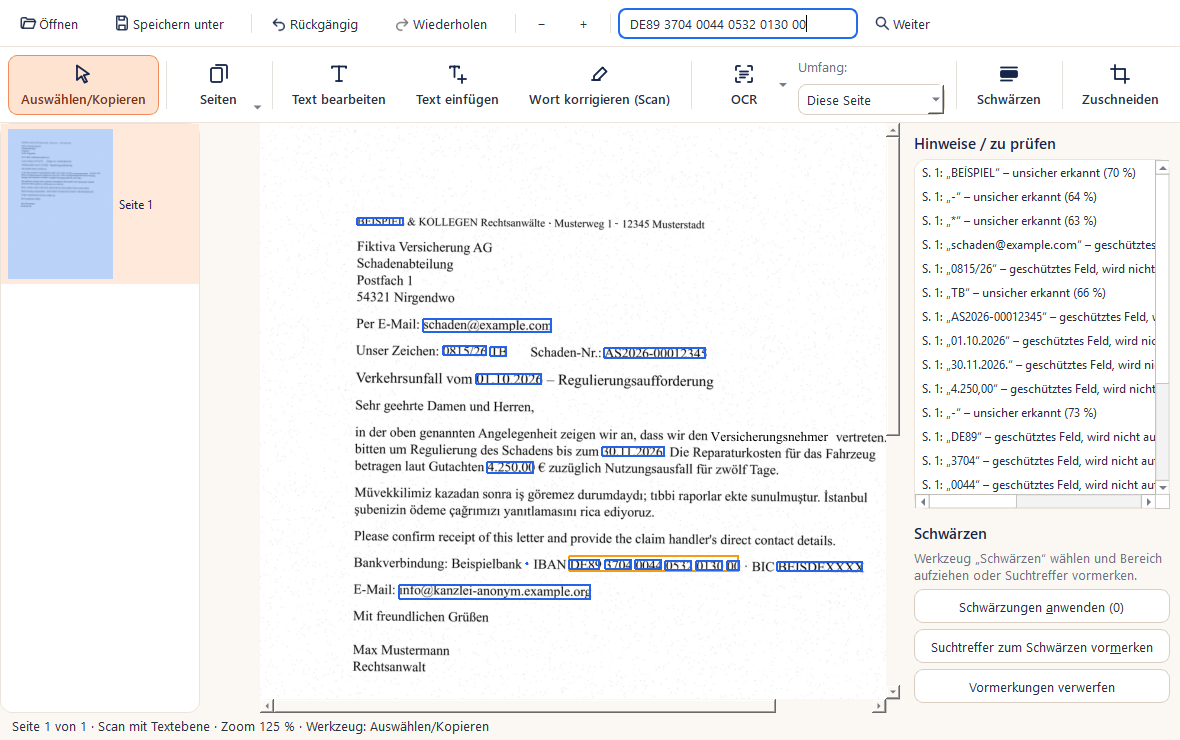 Öffnen Speichern unter Rückgängig Wiederholen − + DE89 3704 0044 0532 0130 00 Weiter
Auswählen/Kopieren Seiten Text bearbeiten Text einfügen Wort korrigieren (Scan) OCR Umfang: Diese Seite Schwärzen Zuschneiden
Seite 1
BEİSPİEL & KOLLEGEN Rechtsanwälte · Musterweg 1 - 12345 Musterstadt
Fiktiva Versicherung AG
Schadenabteilung
Postfach 1
54321 Nirgendwo
Per E-Mail: schaden@example.com
Unser Zeichen: 0815/26 TB Schaden-Nr.: AS2026-00012345
Verkehrsunfall vom 01.10.2026 – Regulierungsaufforderung
Sehr geehrte Damen und Herren,
in der oben genannten Angelegenheit zeigen wir an, dass wir den Versicherungsnehmer vertreten.
bitten um Regulierung des Schadens bis zum 30.11.2026. Die Reparaturkosten für das Fahrzeug
betragen laut Gutachten 4.250,00 € zuzüglich Nutzungsausfall für zwölf Tage.
Müvekkilimiz kazadan sonra iş göremez durumdaydı; tıbbi raporlar ekte sunulmuştur. İstanbul
şubenizin ödeme çağrımızı yanıtlamasını rica ediyoruz.
Please confirm receipt of this letter and provide the claim handler's direct contact details.
Bankverbindung: Beispielbank • IBAN DE89 3704 0044 0532 0130 00 · BIC BEISDEXXXX
E-Mail: info@kanzlei-anonym.example.org
Mit freundlichen Grüßen
Max Mustermann
Rechtsanwalt
Hinweise / zu prüfen
S. 1: „BEİSPİEL“ – unsicher erkannt (70 %)
S. 1: „-“ – unsicher erkannt (64 %)
S. 1: „*“ – unsicher erkannt (63 %)
S. 1: „schaden@example.com“ – geschütztes
S. 1: „0815/26“ – geschütztes Feld, wird nicht
S. 1: „TB“ – unsicher erkannt (66 %)
S. 1: „AS2026-00012345“ – geschütztes Feld, w
S. 1: „01.10.2026“ – geschütztes Feld, wird nic
S. 1: „30.11.2026.“ – geschütztes Feld, wird ni
S. 1: „4.250,00“ – geschütztes Feld, wird nicht
S. 1: „-“ – unsicher erkannt (73 %)
S. 1: „DE89“ – geschütztes Feld, wird nicht au
S. 1: „3704“ – geschütztes Feld, wird nicht au
S. 1: „0044“ – geschütztes Feld, wird nicht au
Schwärzen
Werkzeug „Schwärzen“ wählen und Bereich
aufziehen oder Suchtreffer vormerken.
Schwärzungen anwenden (0)
Suchtreffer zum Schwärzen vormerken
Vormerkungen verwerfen
Seite 1 von 1 · Scan mit Textebene · Zoom 125 % · Werkzeug: Auswählen/Kopieren